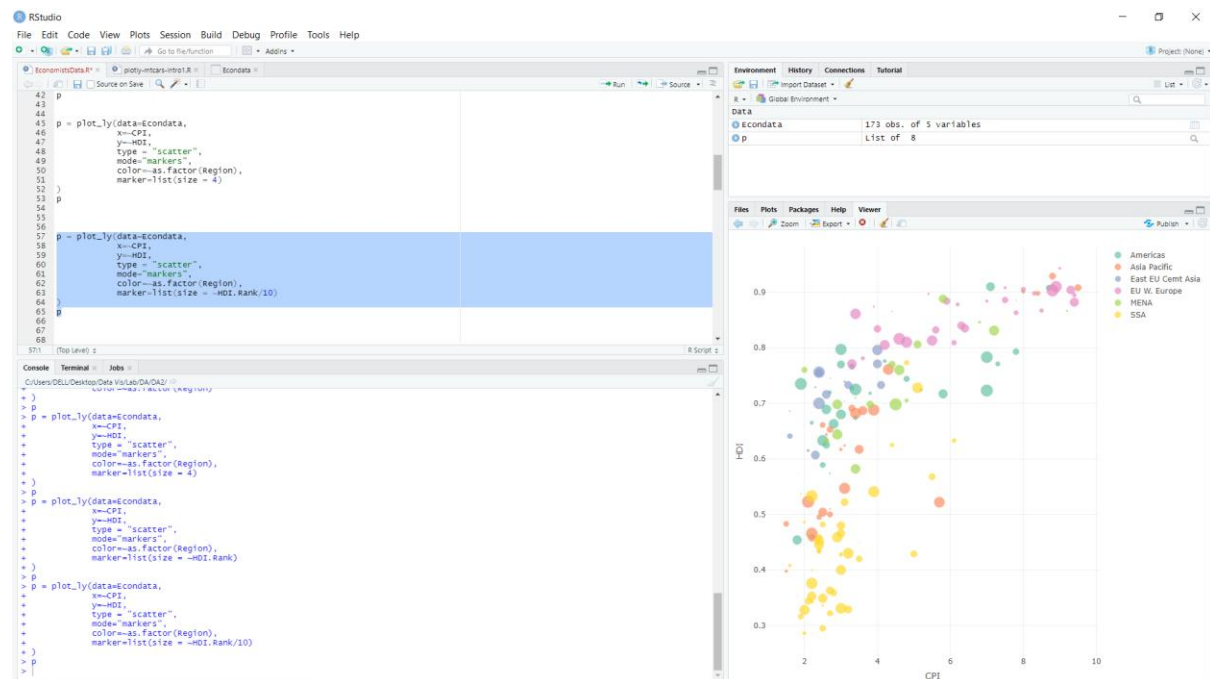 RStudio
File Edit Code View Plots Session Build Debug Profile Tools Help
Go to file/function Addins
Project: (None)
EconomistsData.R* plotly-mtcars-intro1.R Econdata
Source on Save Run Source
42 p
43
44
45 p = plot_ly(data=Econdata,
46 x=~CPI,
47 y=~HDI,
48 type = "scatter",
49 mode="markers",
50 color=~as.factor(Region),
51 marker=list(size = 4)
52 )
53 p
54
55
56
57 p = plot_ly(data=Econdata,
58 x=~CPI,
59 y=~HDI,
60 type = "scatter",
61 mode="markers",
62 color=~as.factor(Region),
63 marker=list(size = ~HDI.Rank/10)
64 )
65 p
66
67
68
57:1 (Top Level) R Script
Console Terminal Jobs
C:/Users/DELL/Desktop/Data Vis/Lab/DA/DA2/
color=~as.factor(Region)
+ )
> p
> p = plot_ly(data=Econdata,
+ x=~CPI,
+ y=~HDI,
+ type = "scatter",
+ mode="markers",
+ color=~as.factor(Region),
+ marker=list(size = 4)
+ )
> p
> p = plot_ly(data=Econdata,
+ x=~CPI,
+ y=~HDI,
+ type = "scatter",
+ mode="markers",
+ color=~as.factor(Region),
+ marker=list(size = ~HDI.Rank)
+ )
> p
> p = plot_ly(data=Econdata,
+ x=~CPI,
+ y=~HDI,
+ type = "scatter",
+ mode="markers",
+ color=~as.factor(Region),
+ marker=list(size = ~HDI.Rank/10)
+ )
> p
>
Environment History Connections Tutorial
Import Dataset List
R Global Environment
Data
Econdata 173 obs. of 5 variables
p List of 8
Files Plots Packages Help Viewer
Zoom Export Publish
Americas
Asia Pacific
East EU Cemt Asia
EU W. Europe
MENA
SSA
0.9
0.8
0.7
0.6
0.5
0.4
0.3
HDI
2 4 6 8 10
CPI